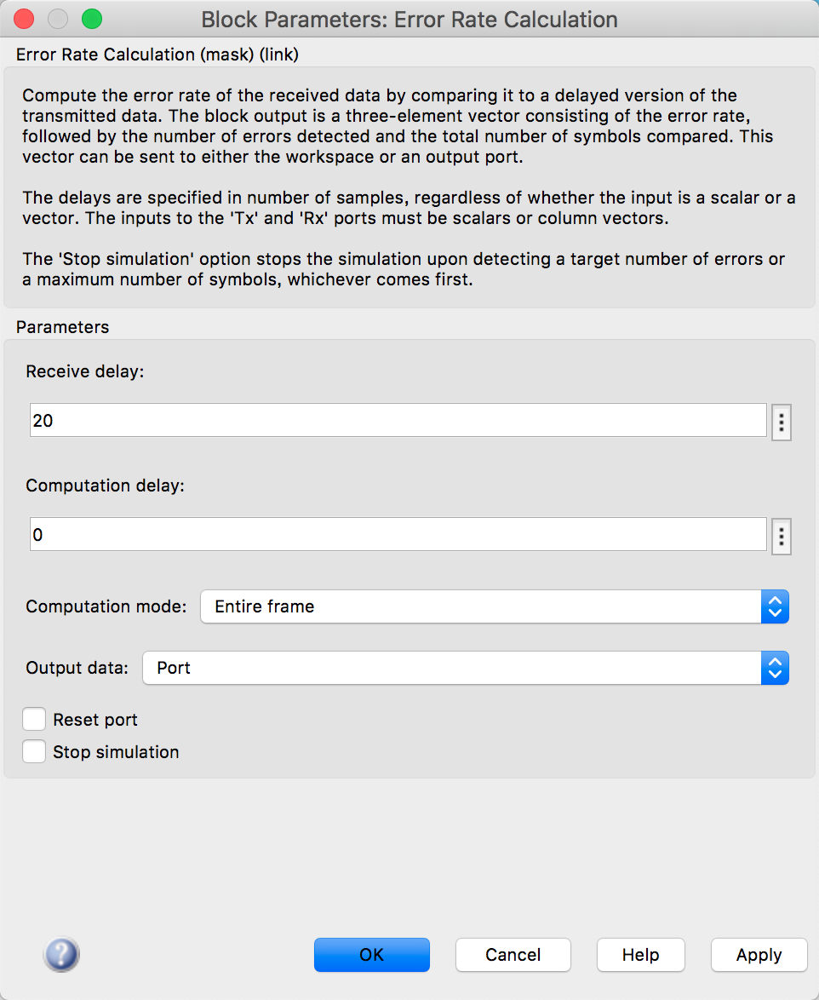 Block Parameters: Error Rate Calculation
Error Rate Calculation (mask) (link)
Compute the error rate of the received data by comparing it to a delayed version of the
transmitted data. The block output is a three-element vector consisting of the error rate,
followed by the number of errors detected and the total number of symbols compared. This
vector can be sent to either the workspace or an output port.
The delays are specified in number of samples, regardless of whether the input is a scalar or a
vector. The inputs to the 'Tx' and 'Rx' ports must be scalars or column vectors.
The 'Stop simulation' option stops the simulation upon detecting a target number of errors or
a maximum number of symbols, whichever comes first.
Parameters
Receive delay:
20
Computation delay:
0
Computation mode: Entire frame
Output data: Port
Reset port
Stop simulation
? OK Cancel Help Apply